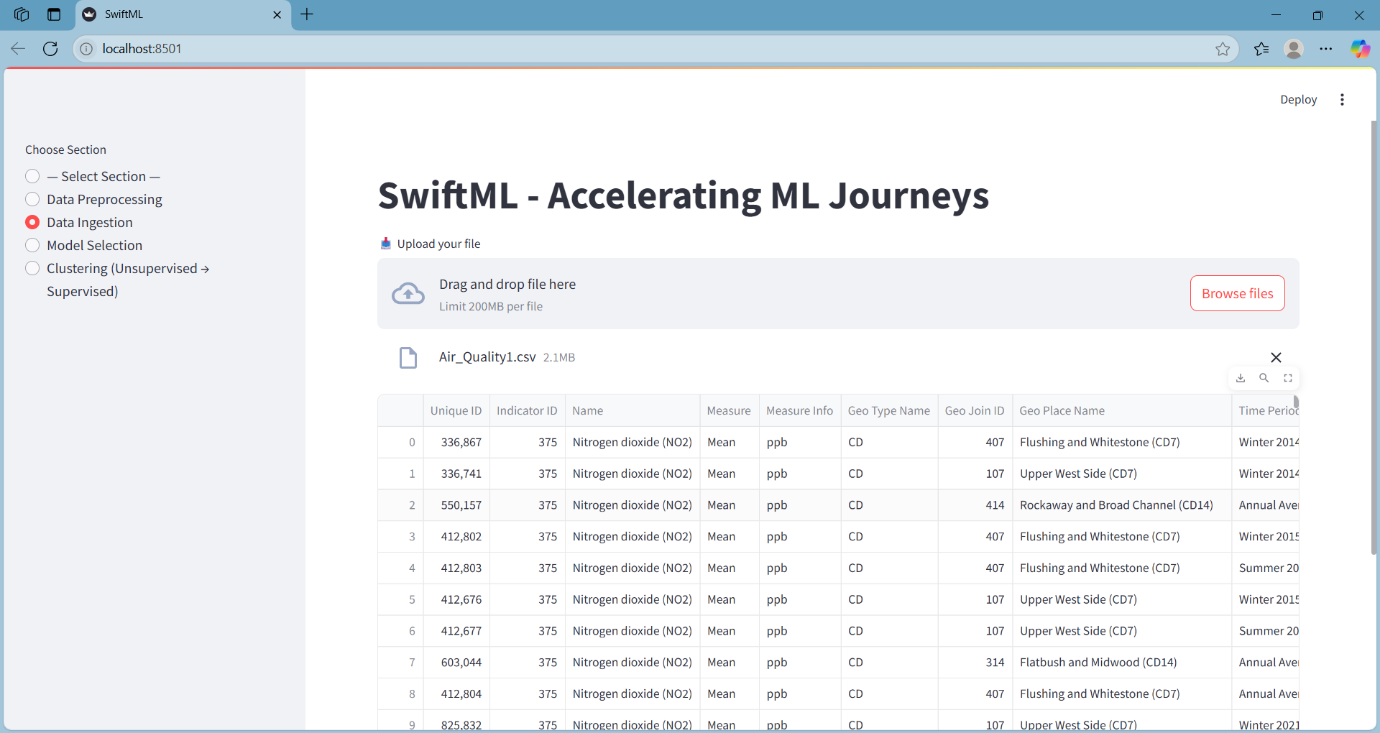 SwiftML
localhost:8501
Deploy
Choose Section
— Select Section —
Data Preprocessing
Data Ingestion
Model Selection
Clustering (Unsupervised →
Supervised)
SwiftML - Accelerating ML Journeys
Upload your file
Drag and drop file here
Limit 200MB per file
Browse files
Air_Quality1.csv 2.1MB
Unique ID Indicator ID Name Measure Measure Info Geo Type Name Geo Join ID Geo Place Name Time Period
0 336,867 375 Nitrogen dioxide (NO2) Mean ppb CD 407 Flushing and Whitestone (CD7) Winter 2014
1 336,741 375 Nitrogen dioxide (NO2) Mean ppb CD 107 Upper West Side (CD7) Winter 2014
2 550,157 375 Nitrogen dioxide (NO2) Mean ppb CD 414 Rockaway and Broad Channel (CD14) Annual Ave
3 412,802 375 Nitrogen dioxide (NO2) Mean ppb CD 407 Flushing and Whitestone (CD7) Winter 2015
4 412,803 375 Nitrogen dioxide (NO2) Mean ppb CD 407 Flushing and Whitestone (CD7) Summer 20
5 412,676 375 Nitrogen dioxide (NO2) Mean ppb CD 107 Upper West Side (CD7) Winter 2015
6 412,677 375 Nitrogen dioxide (NO2) Mean ppb CD 107 Upper West Side (CD7) Summer 20
7 603,044 375 Nitrogen dioxide (NO2) Mean ppb CD 314 Flatbush and Midwood (CD14) Annual Ave
8 412,804 375 Nitrogen dioxide (NO2) Mean ppb CD 407 Flushing and Whitestone (CD7) Annual Ave
9 825,832 375 Nitrogen dioxide (NO2) Mean ppb CD 107 Upper West Side (CD7) Winter 2021